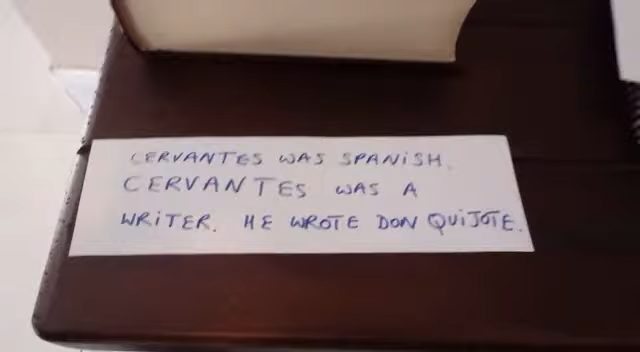 CERVANTES WAS SPANiSH.
CERVANTES WAS A
WRiTER. HE WROTE DON QUiJOTE.